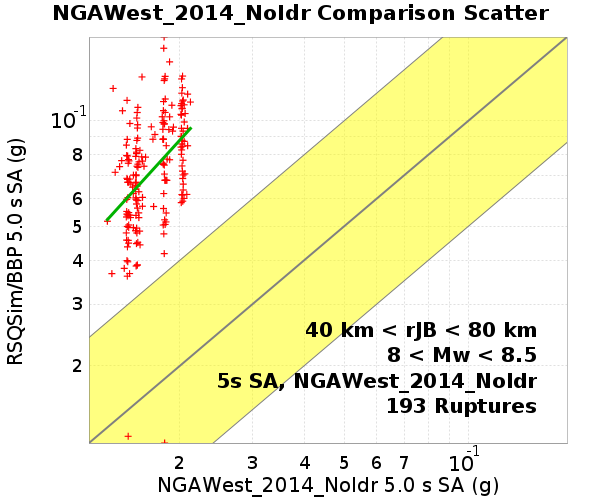 NGAWest_2014_NoIdr Comparison Scatter
RSQSim/BBP 5.0 s SA (g)
10-1
8
6
5
4
3
2
40 km < rJB < 80 km
8 < Mw < 8.5
5s SA, NGAWest_2014_NoIdr
193 Ruptures
2 3 4 5 6 7 10-1
NGAWest_2014_NoIdr 5.0 s SA (g)